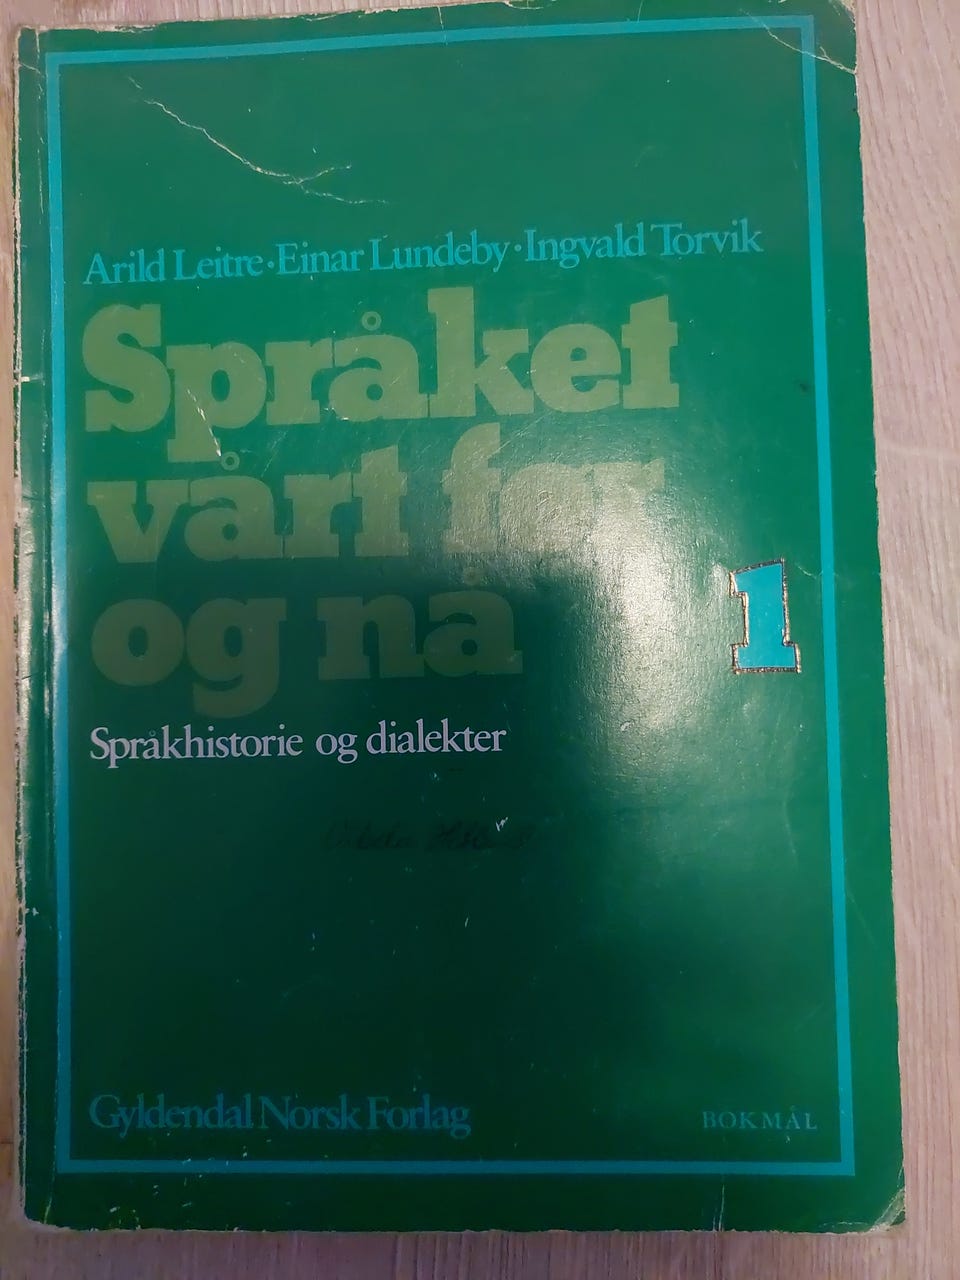 Arild Leitre · Einar Lundeby · Ingvald Torvik
Språket
vårt før
og nå
1
Språkhistorie og dialekter
Gyldendal Norsk Forlag
BOKMÅL